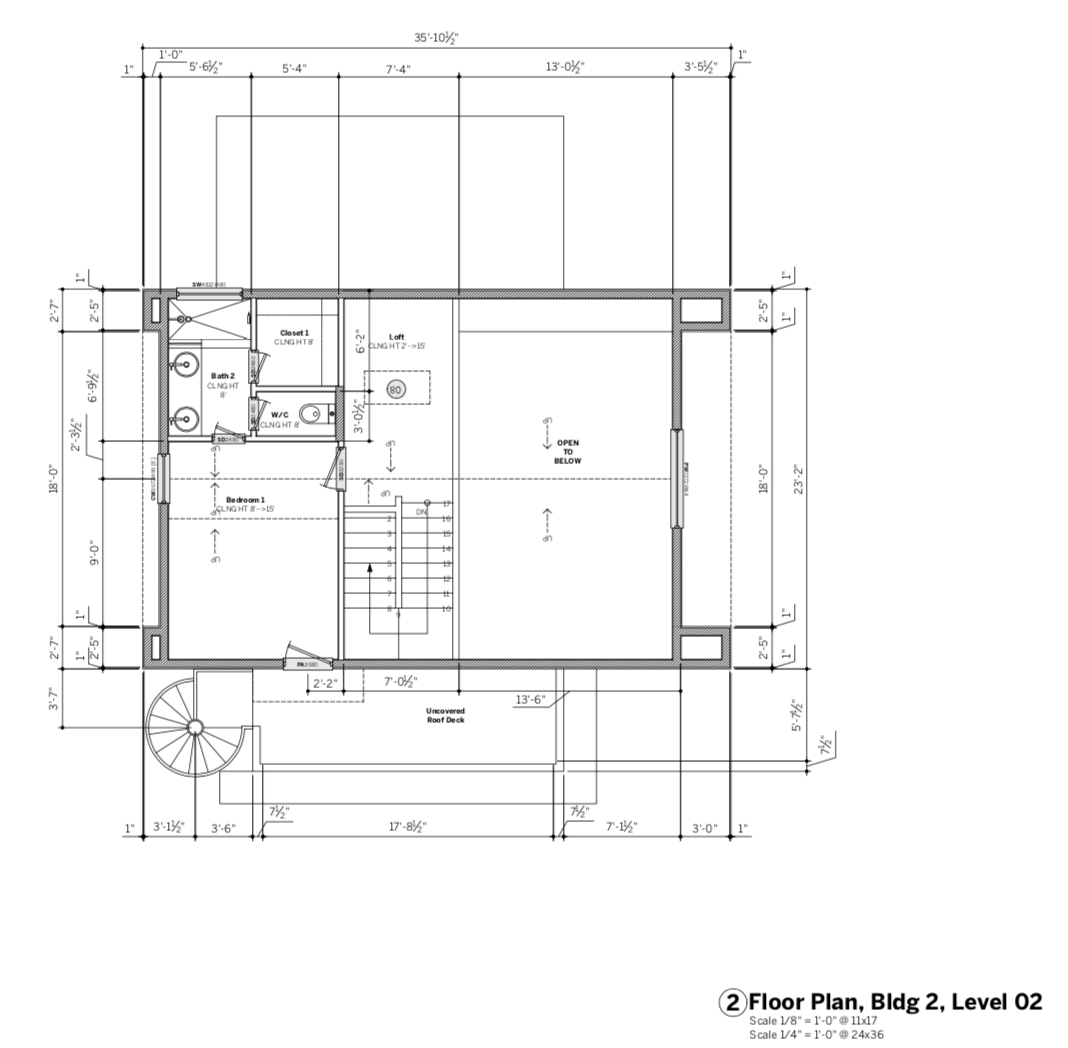 35'-10½"
1'-0"
1"
1"
5'-6½"
5'-4"
7'-4"
13'-0½"
3'-5½"
1"
1"
2'-7"
2'-5"
2'-5"
1"
6'-2"
Closet 1
CLNG HT 8'
Loft
CLNG HT 2'-->15'
6'-9½"
Bath 2
CLNG HT
8'
08
W/C
CLNG HT 8'
3'-0½"
2'-3½"
UP
UP
OPEN
TO
BELOW
UP
18'-0"
18'-0"
23'-2"
Bedroom 1
CLNG HT 8'-->15'
UP
UP
DN
17
2
16
3
15
4
14
5
13
6
12
7
11
8
9
10
UP
UP
9'-0"
1"
1"
2'-7"
1"
2'-5"
2'-5"
1"
3'-7"
2'-2"
7'-0½"
13'-6"
Uncovered
Roof Deck
5'-7½"
7½"
7½"
7½"
1"
3'-1½"
3'-6"
17'-8½"
7'-1½"
3'-0"
1"
2
Floor Plan, Bldg 2, Level 02
Scale 1/8" = 1'-0" @ 11x17
Scale 1/4" = 1'-0" @ 24x36